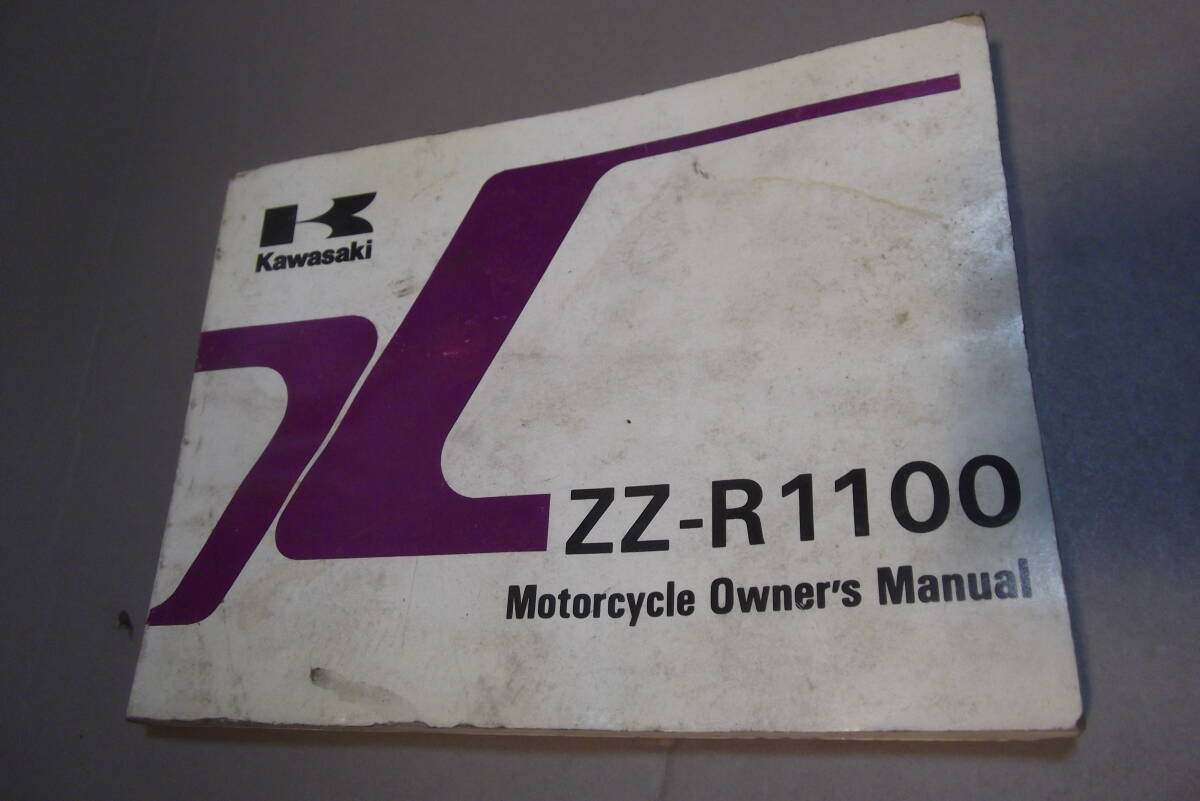 Kawasaki
ZZ-R1100
Motorcycle Owner's Manual